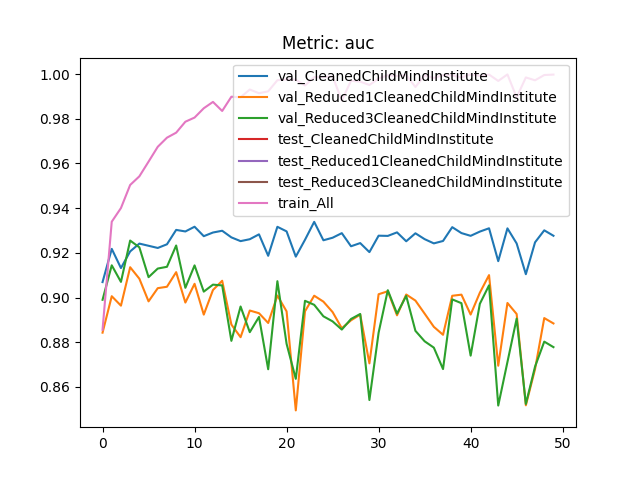 Metric: auc
1.00
0.98
0.96
0.94
0.92
0.90
0.88
0.86
val_CleanedChildMindInstitute
val_Reduced1CleanedChildMindInstitute
val_Reduced3CleanedChildMindInstitute
test_CleanedChildMindInstitute
test_Reduced1CleanedChildMindInstitute
test_Reduced3CleanedChildMindInstitute
train_All
0 10 20 30 40 50